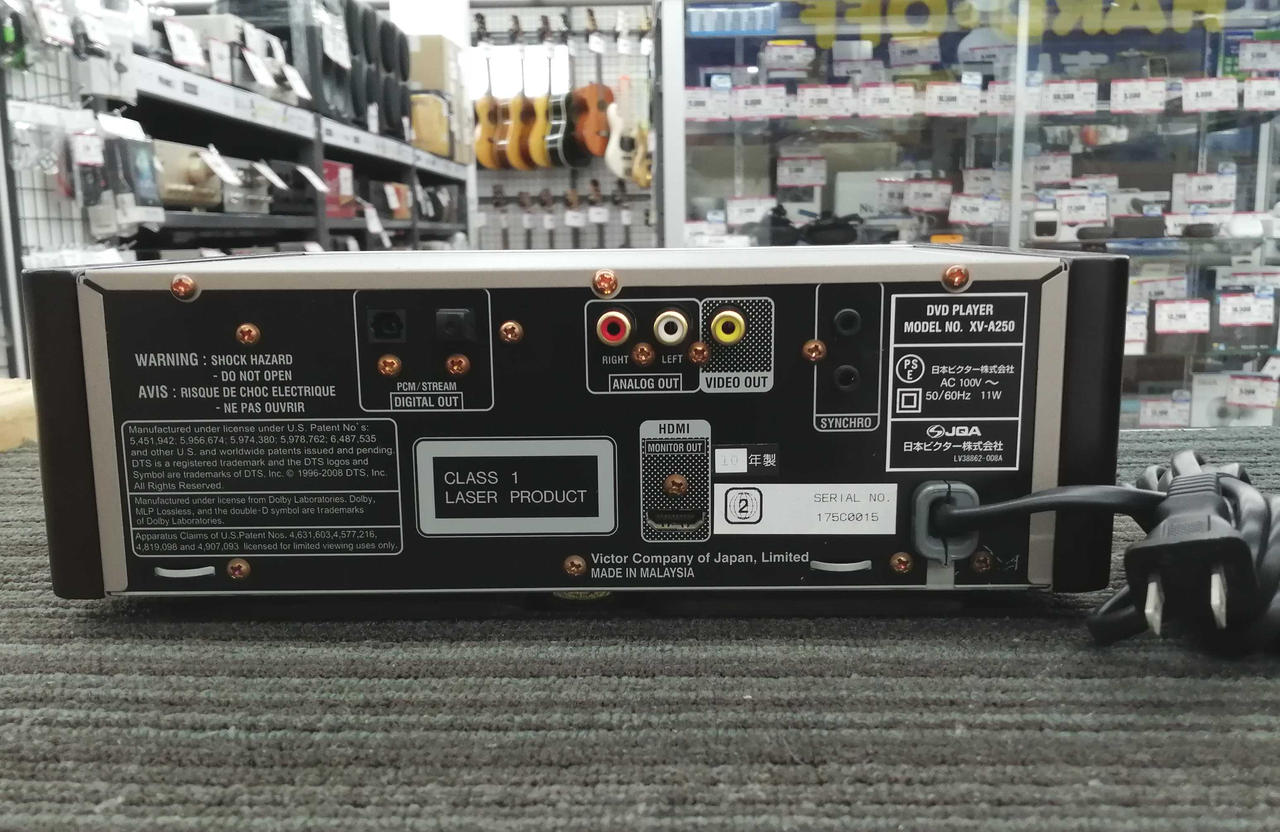 HARD OFF
WARNING : SHOCK HAZARD
- DO NOT OPEN
AVIS : RISQUE DE CHOC ELECTRIQUE
- NE PAS OUVRIR
PCM/STREAM
DIGITAL OUT
RIGHT
LEFT
ANALOG OUT
VIDEO OUT
SYNCHRO
DVD PLAYER
MODEL NO. XV-A250
PS
E
日本ビクター株式会社
AC 100V ～
50/60Hz 11W
JQA
日本ビクター株式会社
LV38862-008A
Manufactured under license under U.S. Patent No's:
5,451,942; 5,956,674; 5,974,380; 5,978,762; 6,487,535
and other U.S. and worldwide patents issued and pending.
DTS is a registered trademark and the DTS logos and
Symbol are trademarks of DTS, Inc. © 1996-2008 DTS, Inc.
All Rights Reserved.
Manufactured under license from Dolby Laboratories. Dolby,
MLP Lossless, and the double-D symbol are trademarks
of Dolby Laboratories.
Apparatus Claims of U.S.Patent Nos. 4,631,603,4,577,216,
4,819,098 and 4,907,093 licensed for limited viewing uses only.
CLASS 1
LASER PRODUCT
HDMI
MONITOR OUT
10 年製
2
SERIAL NO.
175C0015
Victor Company of Japan, Limited
MADE IN MALAYSIA